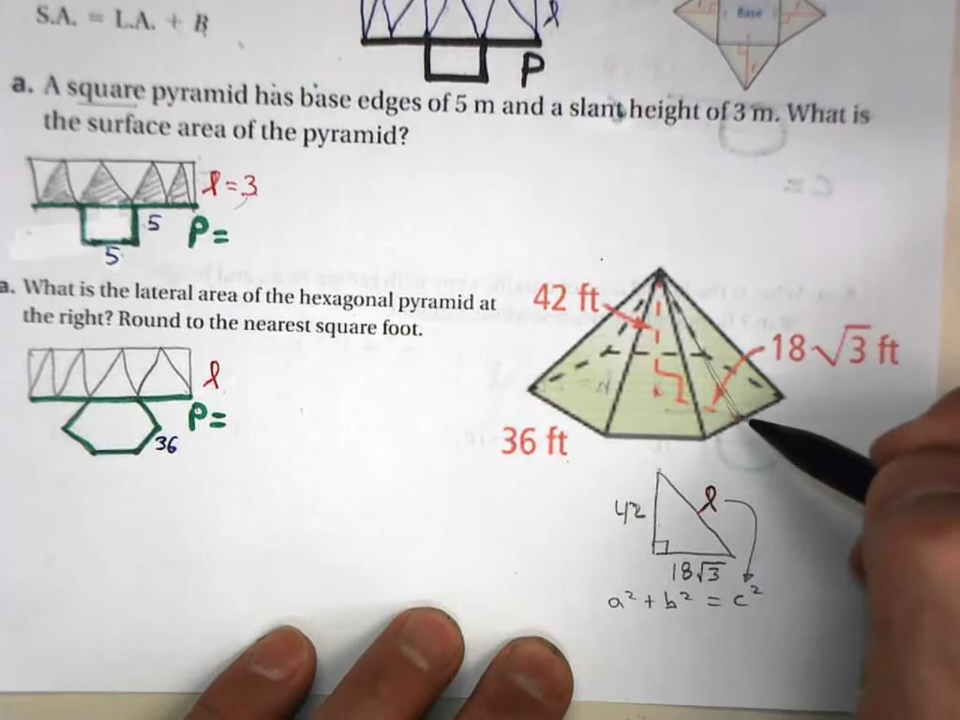 S.A. = L.A. + B
l
P
Base
a. A square pyramid has base edges of 5 m and a slant height of 3 m. What is
the surface area of the pyramid?
l=3
5
5
P=
a. What is the lateral area of the hexagonal pyramid at
the right? Round to the nearest square foot.
l
P=
36
42 ft
18√3 ft
36 ft
42
l
18√3
a² + b² = c²